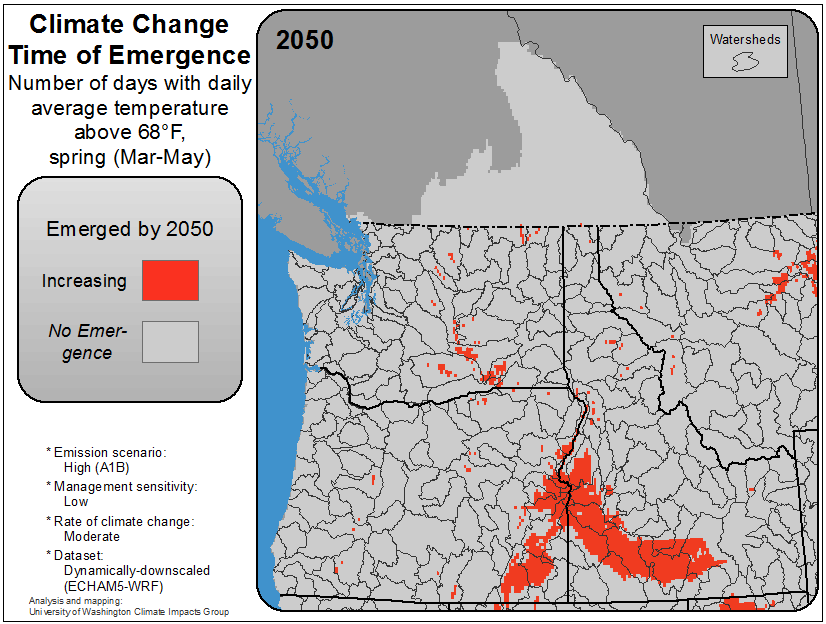 Climate Change
Time of Emergence
Number of days with daily
average temperature
above 68°F,
spring (Mar-May)
Emerged by 2050
Increasing
No Emer-
gence
* Emission scenario:
High (A1B)
* Management sensitivity:
Low
* Rate of climate change:
Moderate
* Dataset:
Dynamically-downscaled
(ECHAM5-WRF)
Analysis and mapping:
University of Washington Climate Impacts Group
2050
Watersheds